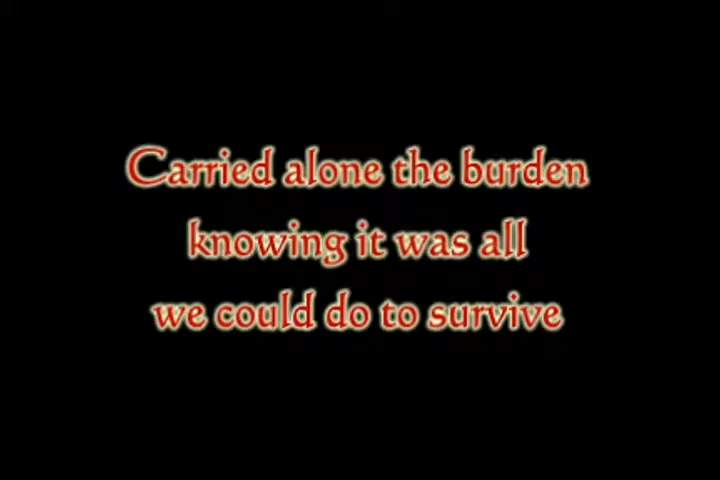 Carried alone the burden
knowing it was all
we could do to survive